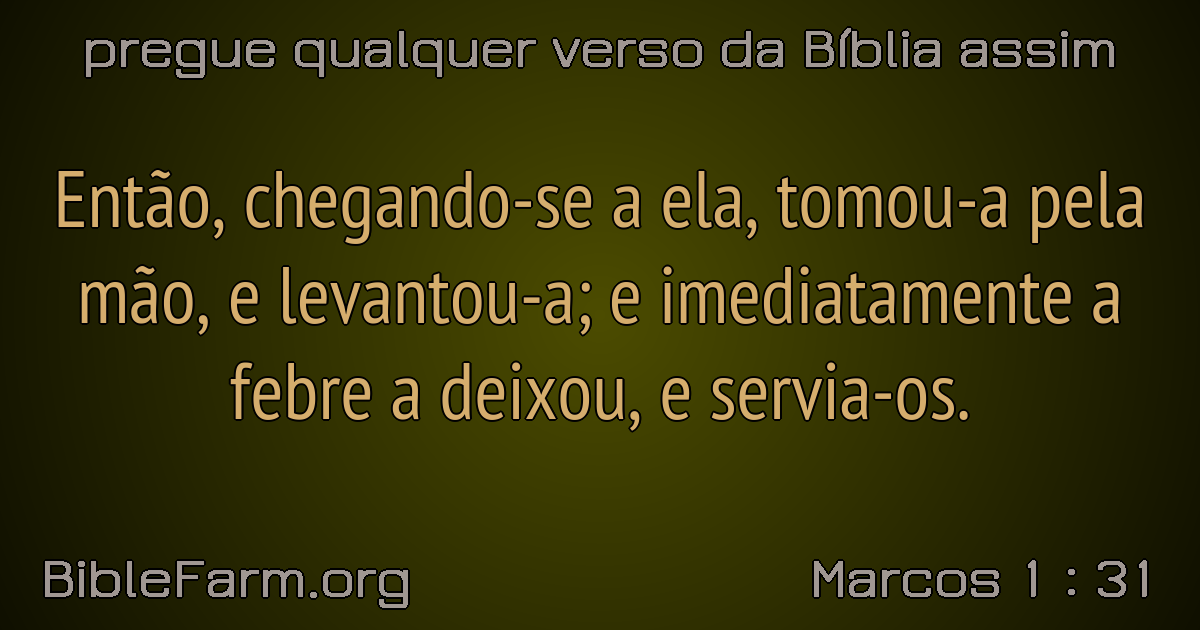 pregue qualquer verso da Bíblia assim
Então, chegando-se a ela, tomou-a pela
mão, e levantou-a; e imediatamente a
febre a deixou, e servia-os.
BibleFarm.org
Marcos 1 : 31